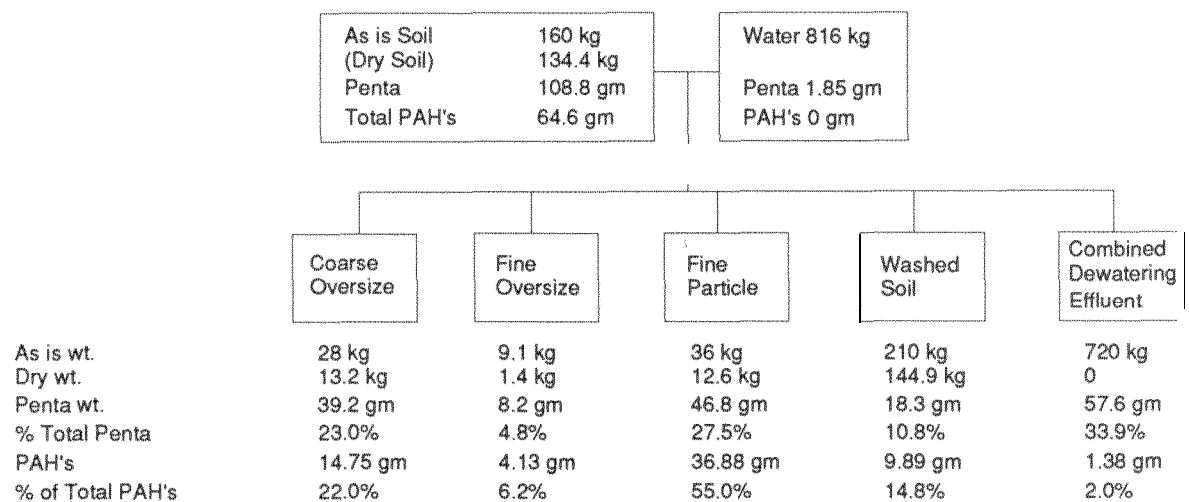 As is Soil 160 kg
(Dry Soil) 134.4 kg
Penta 108.8 gm
Total PAH's 64.6 gm
Water 816 kg
Penta 1.85 gm
PAH's 0 gm
Coarse Oversize
Fine Oversize
Fine Particle
Washed Soil
Combined Dewatering Effluent
As is wt. 28 kg 9.1 kg 36 kg 210 kg 720 kg
Dry wt. 13.2 kg 1.4 kg 12.6 kg 144.9 kg 0
Penta wt. 39.2 gm 8.2 gm 46.8 gm 18.3 gm 57.6 gm
% Total Penta 23.0% 4.8% 27.5% 10.8% 33.9%
PAH's 14.75 gm 4.13 gm 36.88 gm 9.89 gm 1.38 gm
% of Total PAH's 22.0% 6.2% 55.0% 14.8% 2.0%